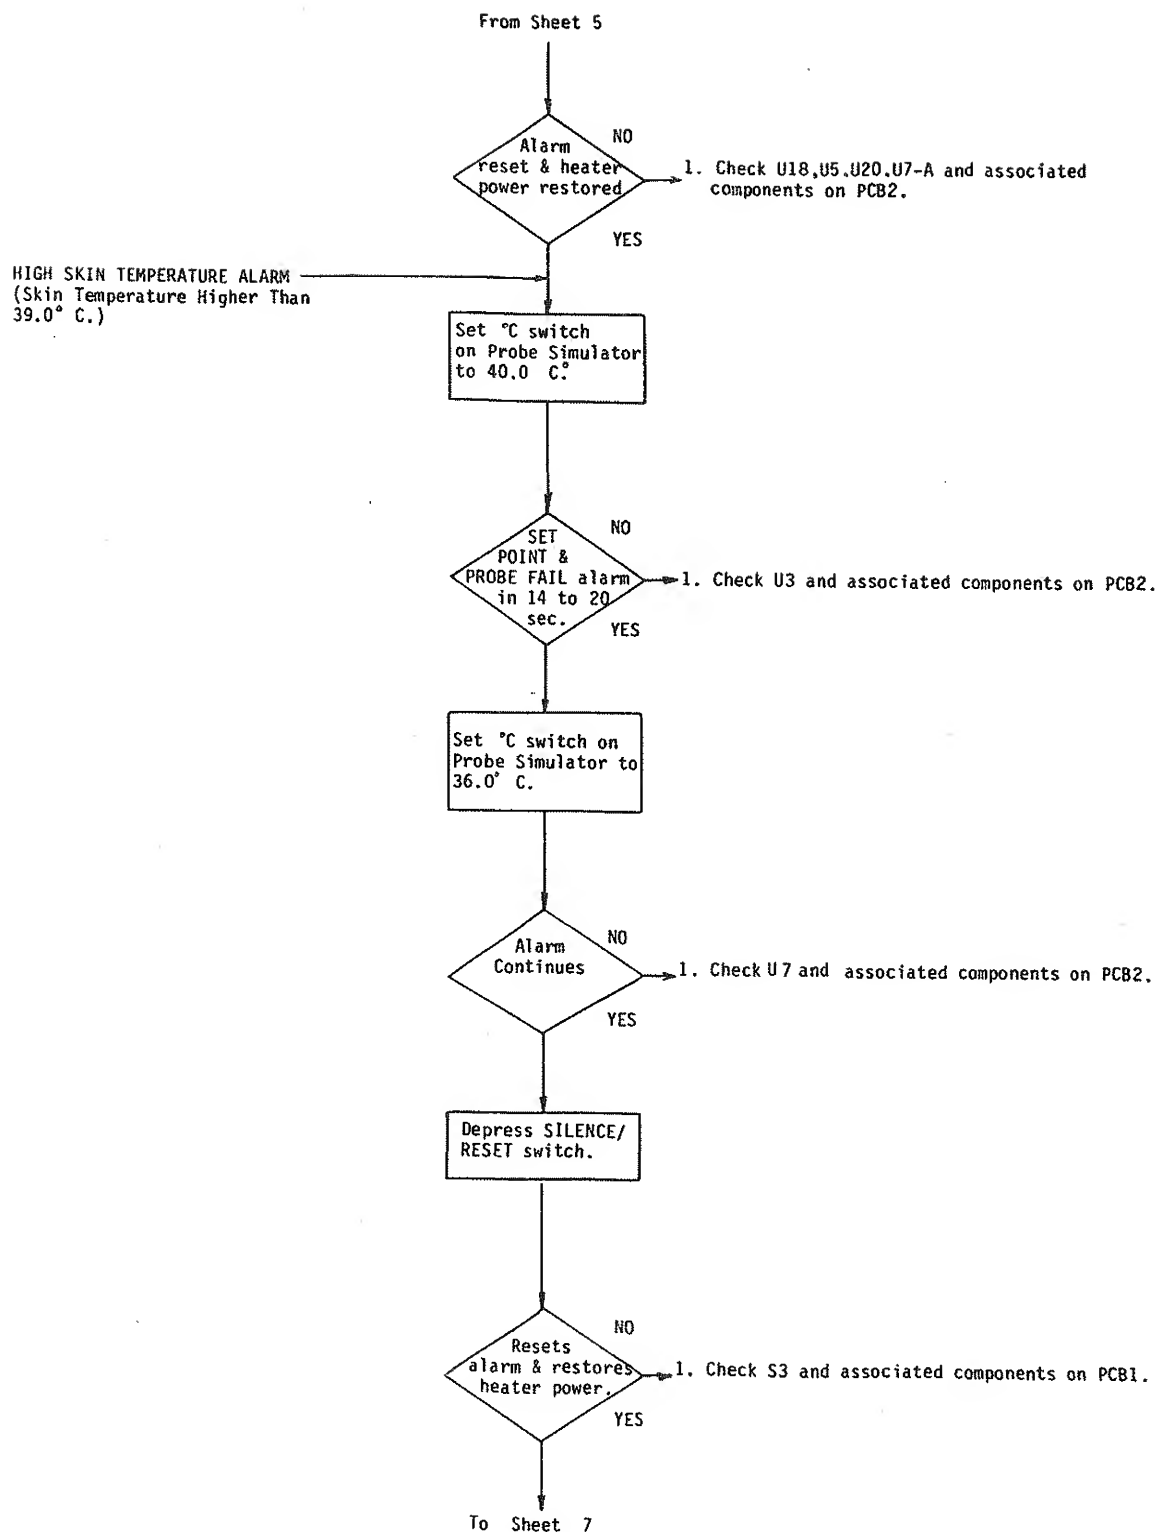 From Sheet 5
NO
Alarm
reset & heater
power restored
1. Check U18,U5.U20.U7-A and associated
components on PCB2.
YES
HIGH SKIN TEMPERATURE ALARM
(Skin Temperature Higher Than
39.0° C.)
Set °C switch
on Probe Simulator
to 40.0 C.°
NO
SET
POINT &
PROBE FAIL alarm
in 14 to 20
sec.
1. Check U3 and associated components on PCB2.
YES
Set °C switch on
Probe Simulator to
36.0° C.
NO
Alarm
Continues
1. Check U7 and associated components on PCB2.
YES
Depress SILENCE/
RESET switch.
NO
Resets
alarm & restores
heater power.
1. Check S3 and associated components on PCB1.
YES
To Sheet 7